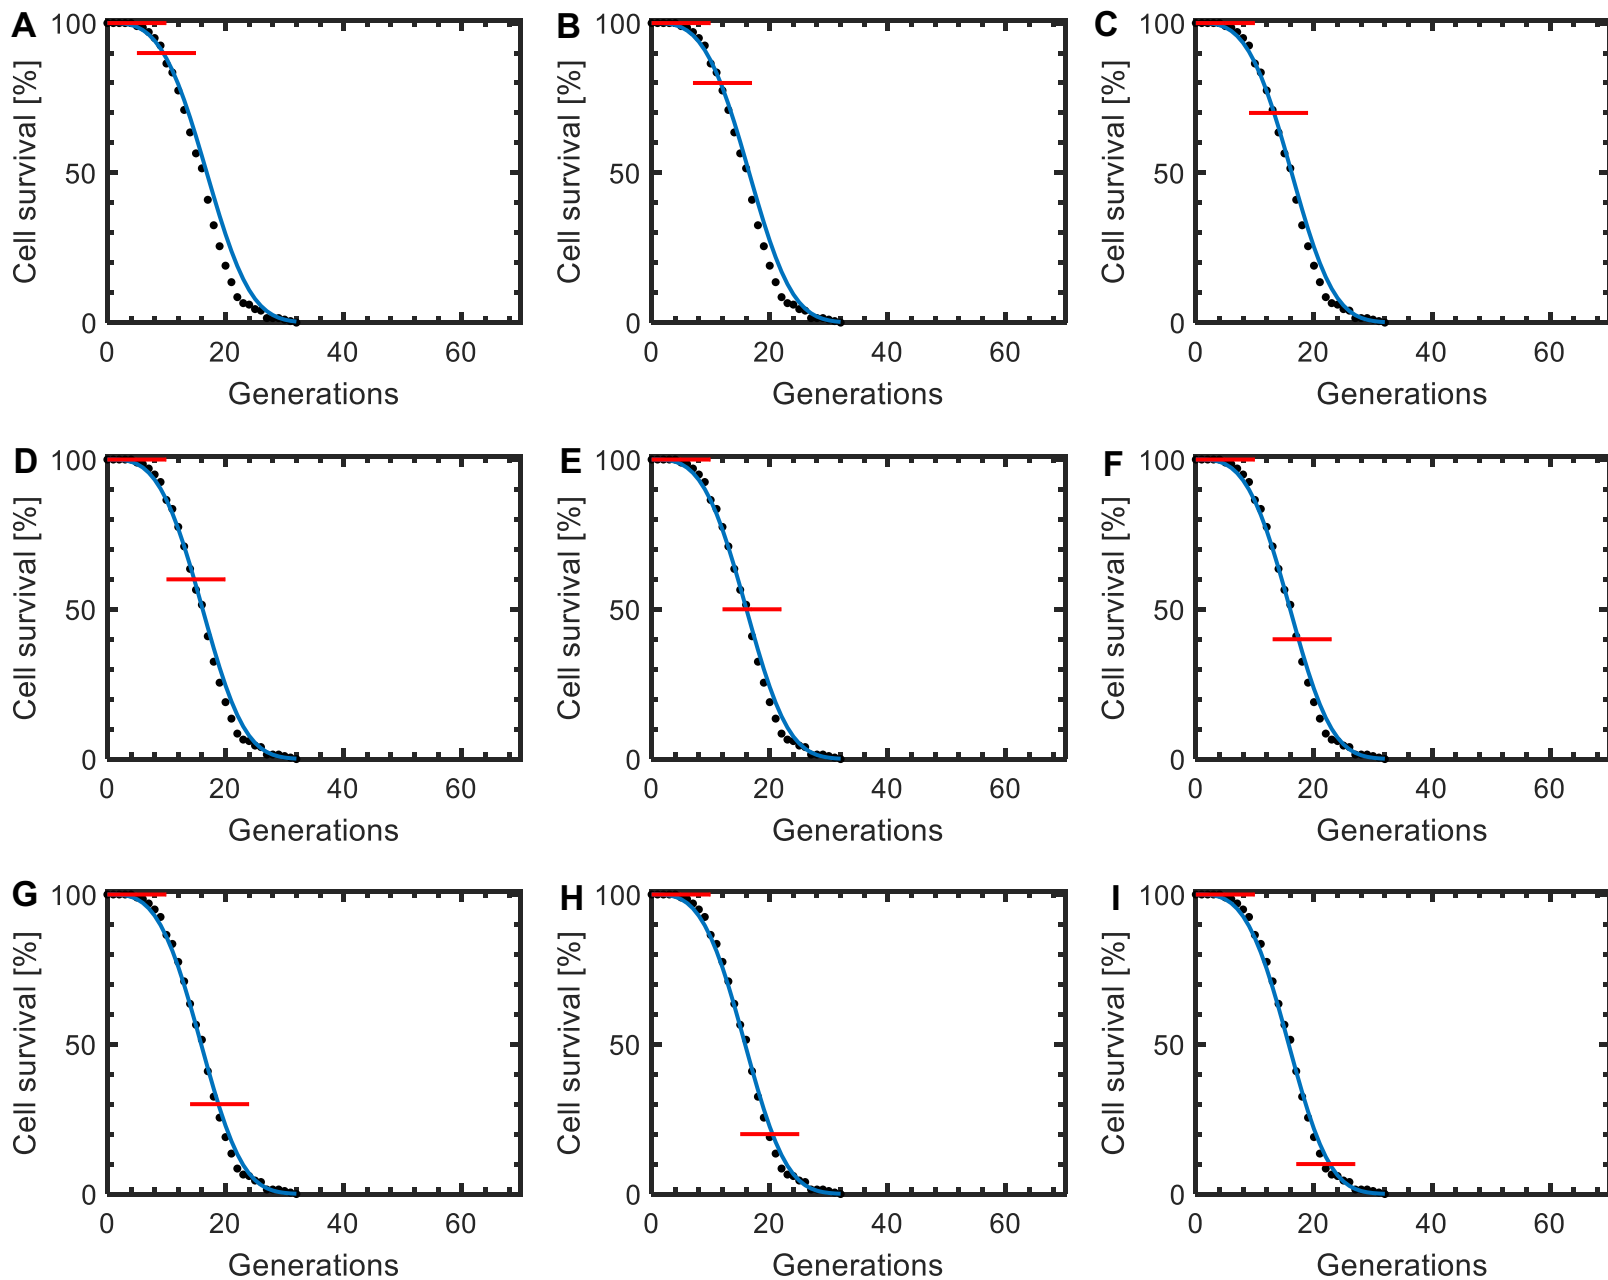 A B C
100 100 100
Cell survival [%] Cell survival [%] Cell survival [%]
50 50 50
0 0 0
0 20 40 60 0 20 40 60 0 20 40 60
Generations Generations Generations
D E F
100 100 100
Cell survival [%] Cell survival [%] Cell survival [%]
50 50 50
0 0 0
0 20 40 60 0 20 40 60 0 20 40 60
Generations Generations Generations
G H I
100 100 100
Cell survival [%] Cell survival [%] Cell survival [%]
50 50 50
0 0 0
0 20 40 60 0 20 40 60 0 20 40 60
Generations Generations Generations